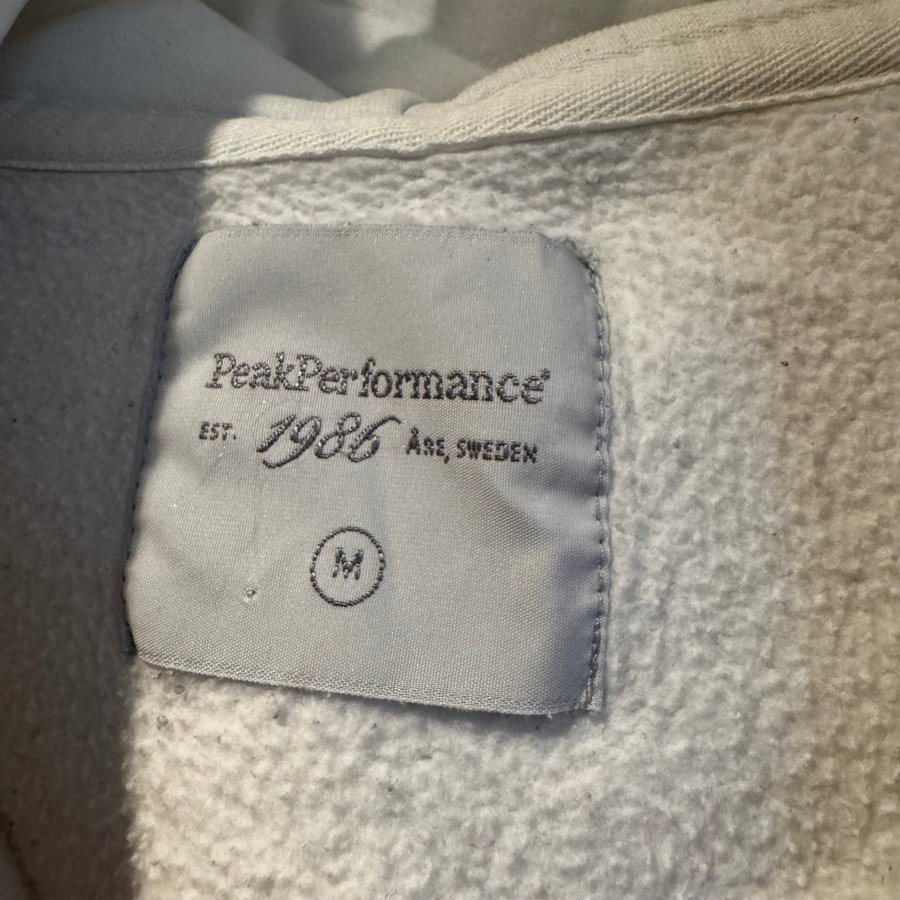 PeakPerformance®
EST. 1986 ÅRE, SWEDEN
M